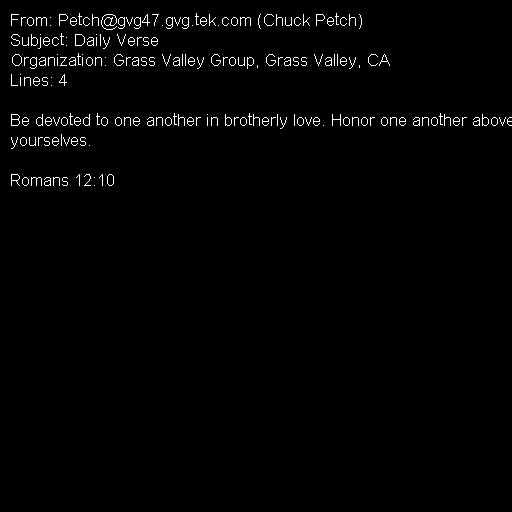 From: Petch@gvg47.gvg.tek.com (Chuck Petch)
Subject: Daily Verse
Organization: Grass Valley Group, Grass Valley, CA
Lines: 4

Be devoted to one another in brotherly love. Honor one another above
yourselves.

Romans 12:10